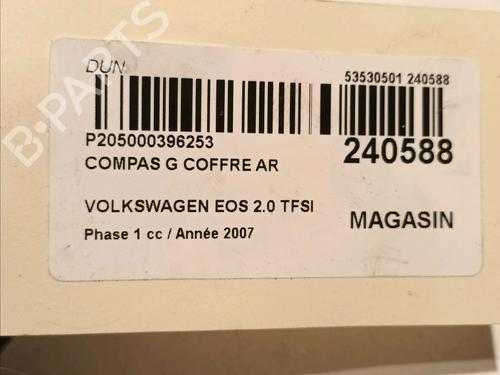 DUN
53530501 240588
P205000396253
240588
COMPAS G COFFRE AR
VOLKSWAGEN EOS 2.0 TFSI
MAGASIN
Phase 1 cc / Année 2007
B-PARTS